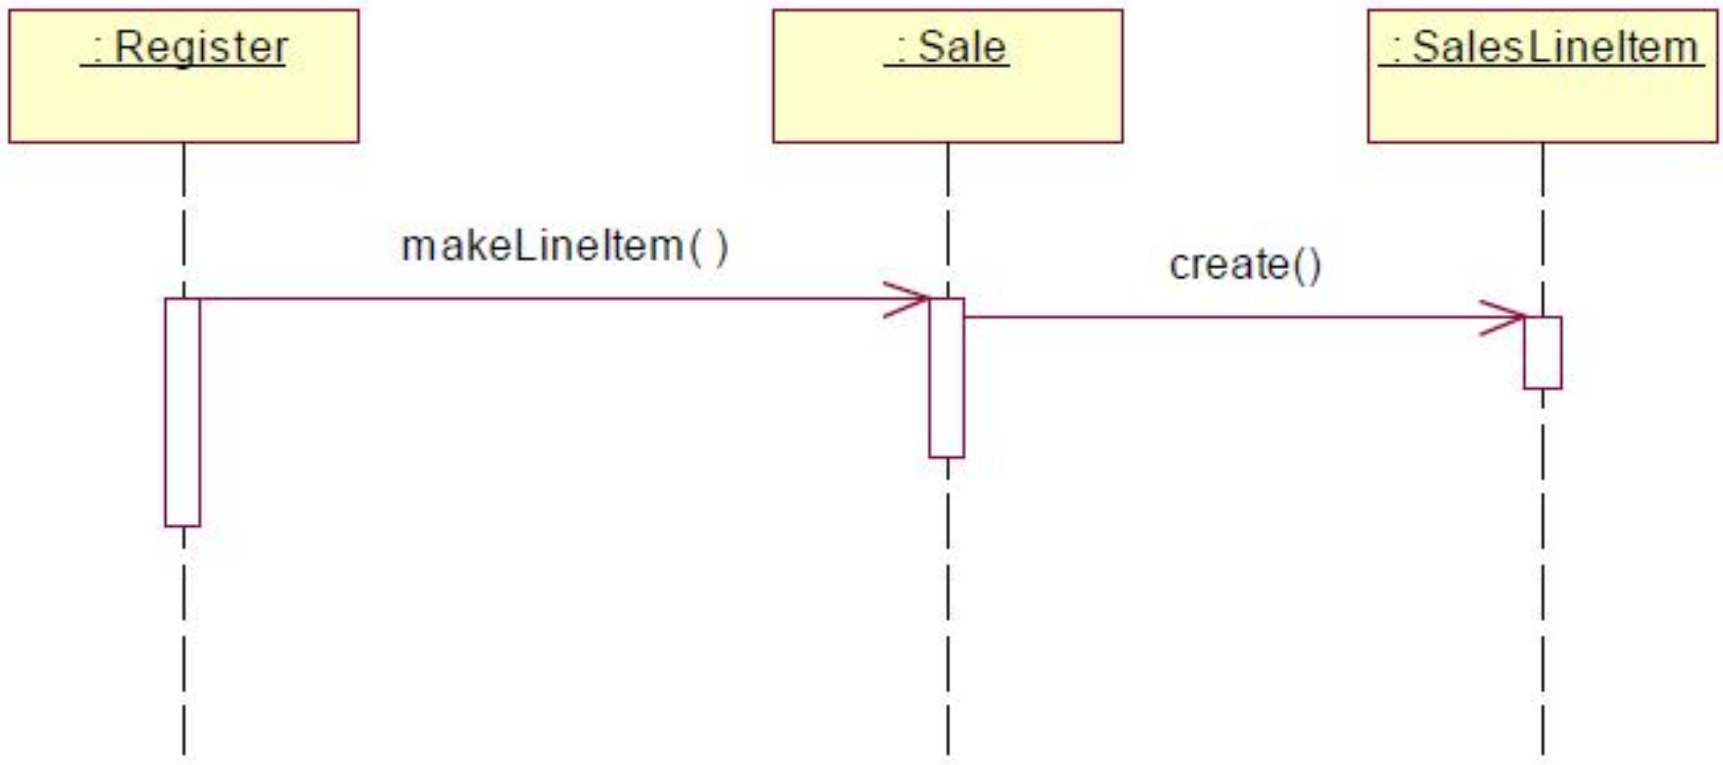 : Register
: Sale
: SalesLineItem
makeLineItem( )
create()